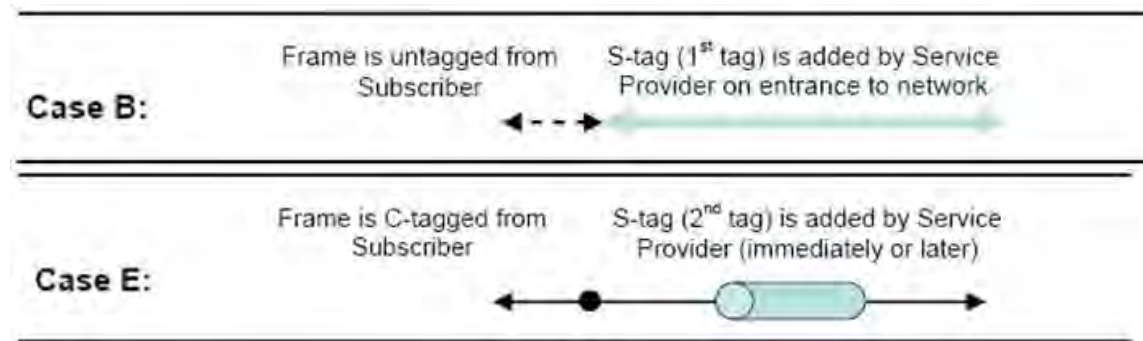 Frame is untagged from
Subscriber
S-tag (1st tag) is added by Service
Provider on entrance to network
Case B:
Frame is C-tagged from
Subscriber
S-tag (2nd tag) is added by Service
Provider (immediately or later)
Case E: